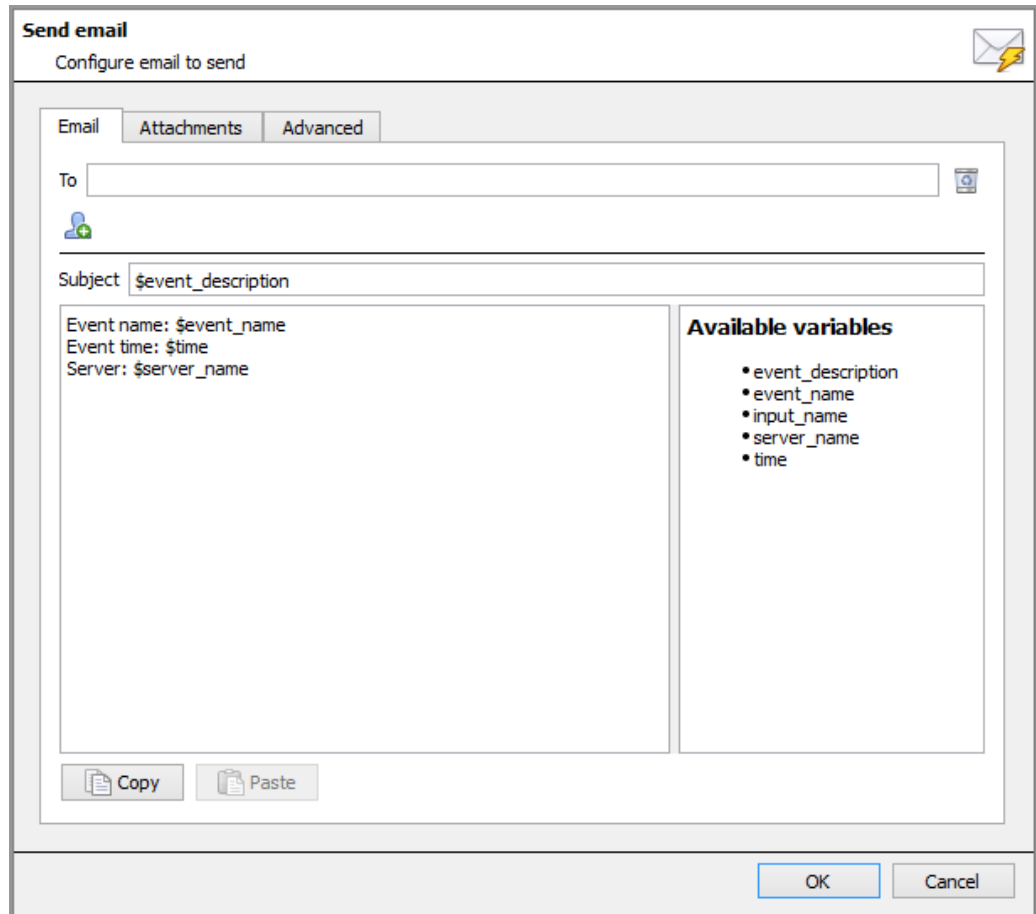 Send email
Configure email to send
Email Attachments Advanced
To
Subject $event_description
Event name: $event_name
Event time: $time
Server: $server_name
Available variables
• event_description
• event_name
• input_name
• server_name
• time
Copy Paste
OK Cancel